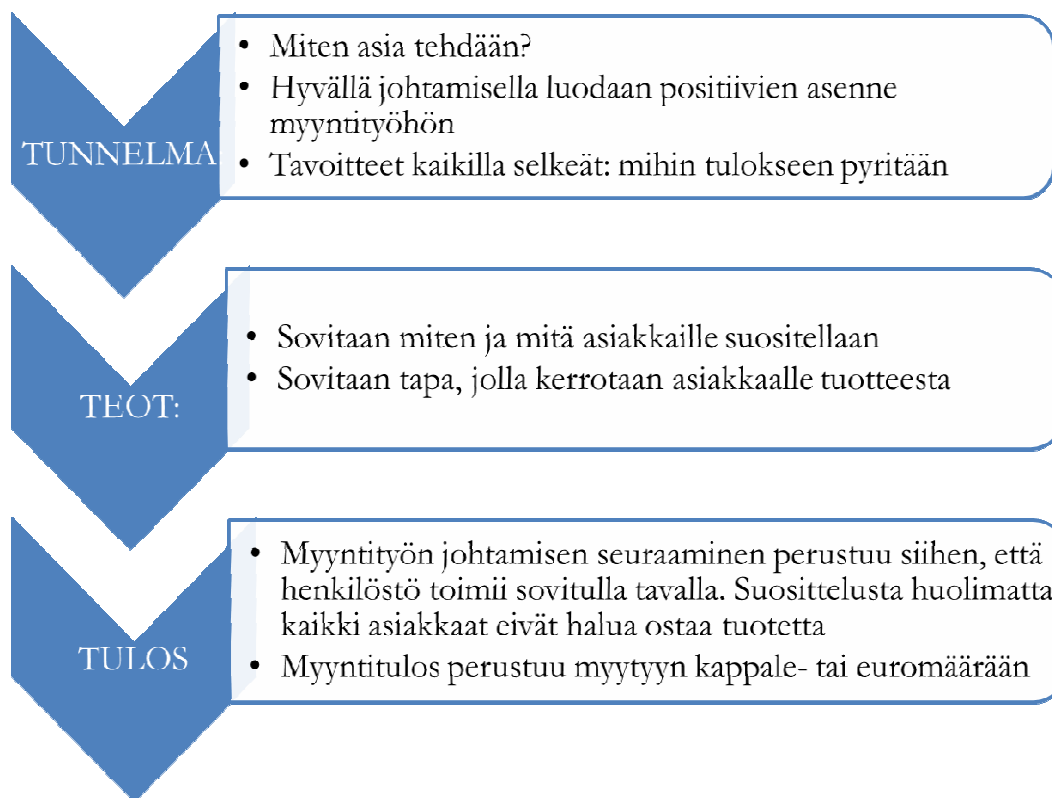 TUNNELMA
• Miten asia tehdään?
• Hyvällä johtamisella luodaan positiivien asenne
myyntityöhön
• Tavoitteet kaikilla selkeät: mihin tulokseen pyritään
TEOT:
• Sovitaan miten ja mitä asiakkaille suositellaan
• Sovitaan tapa, jolla kerrotaan asiakkaalle tuotteesta
TULOS
• Myyntityön johtamisen seuraaminen perustuu siihen, että
henkilöstö toimii sovitulla tavalla. Suosittelusta huolimatta
kaikki asiakkaat eivät halua ostaa tuotetta
• Myyntitulos perustuu myytyyn kappale- tai euromäärään